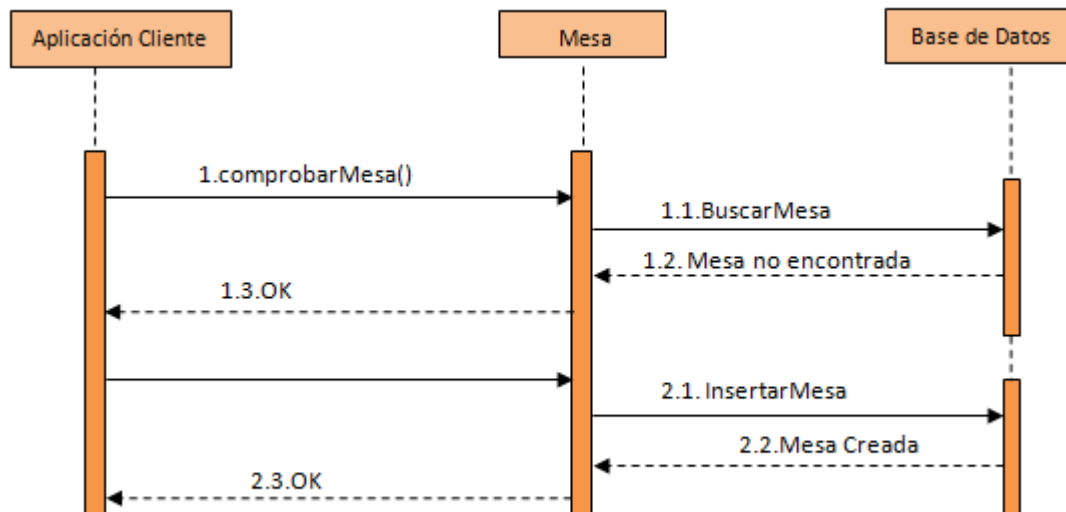 Aplicación Cliente
Mesa
Base de Datos
1.comprobarMesa()
1.1.BuscarMesa
1.2. Mesa no encontrada
1.3.OK
2.1. InsertarMesa
2.2.Mesa Creada
2.3.OK